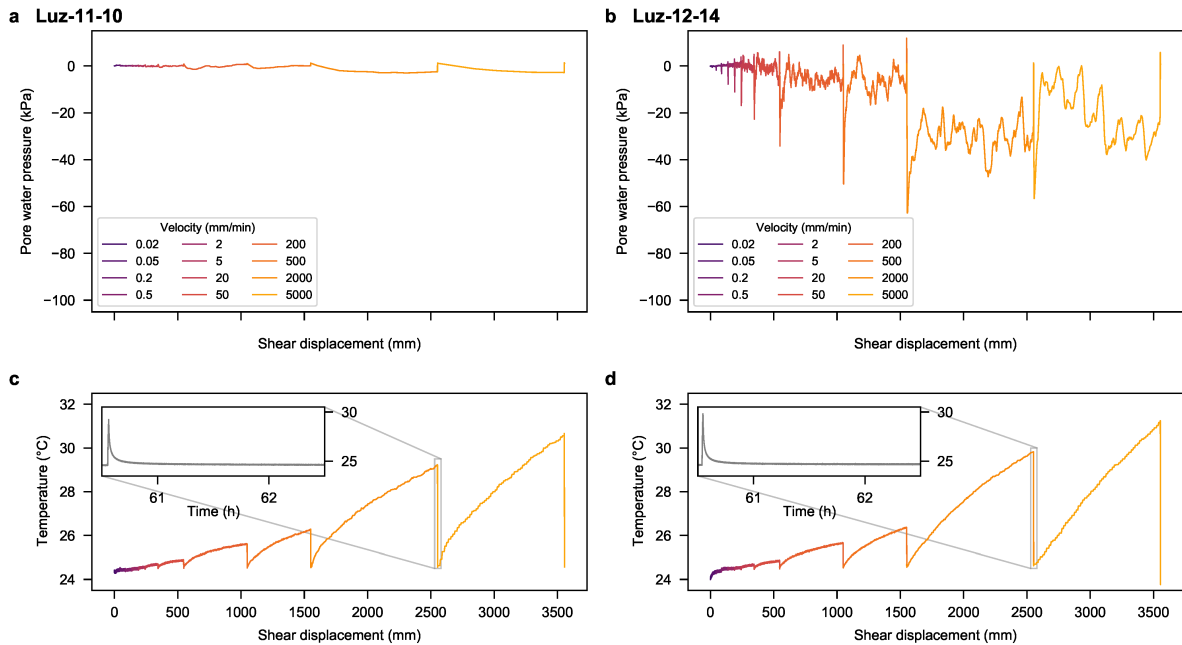 a Luz-11-10
0
−20
−40
−60
−80
−100
Pore water pressure (kPa)
Velocity (mm/min)
0.02 2 200
0.05 5 500
0.2 20 2000
0.5 50 5000
Shear displacement (mm)
b Luz-12-14
0
−20
−40
−60
−80
−100
Pore water pressure (kPa)
Velocity (mm/min)
0.02 2 200
0.05 5 500
0.2 20 2000
0.5 50 5000
Shear displacement (mm)
c
32
30
28
26
24
Temperature (°C)
30
25
61 62
Time (h)
0 500 1000 1500 2000 2500 3000 3500
Shear displacement (mm)
d
32
30
28
26
24
Temperature (°C)
30
25
61 62
Time (h)
0 500 1000 1500 2000 2500 3000 3500
Shear displacement (mm)